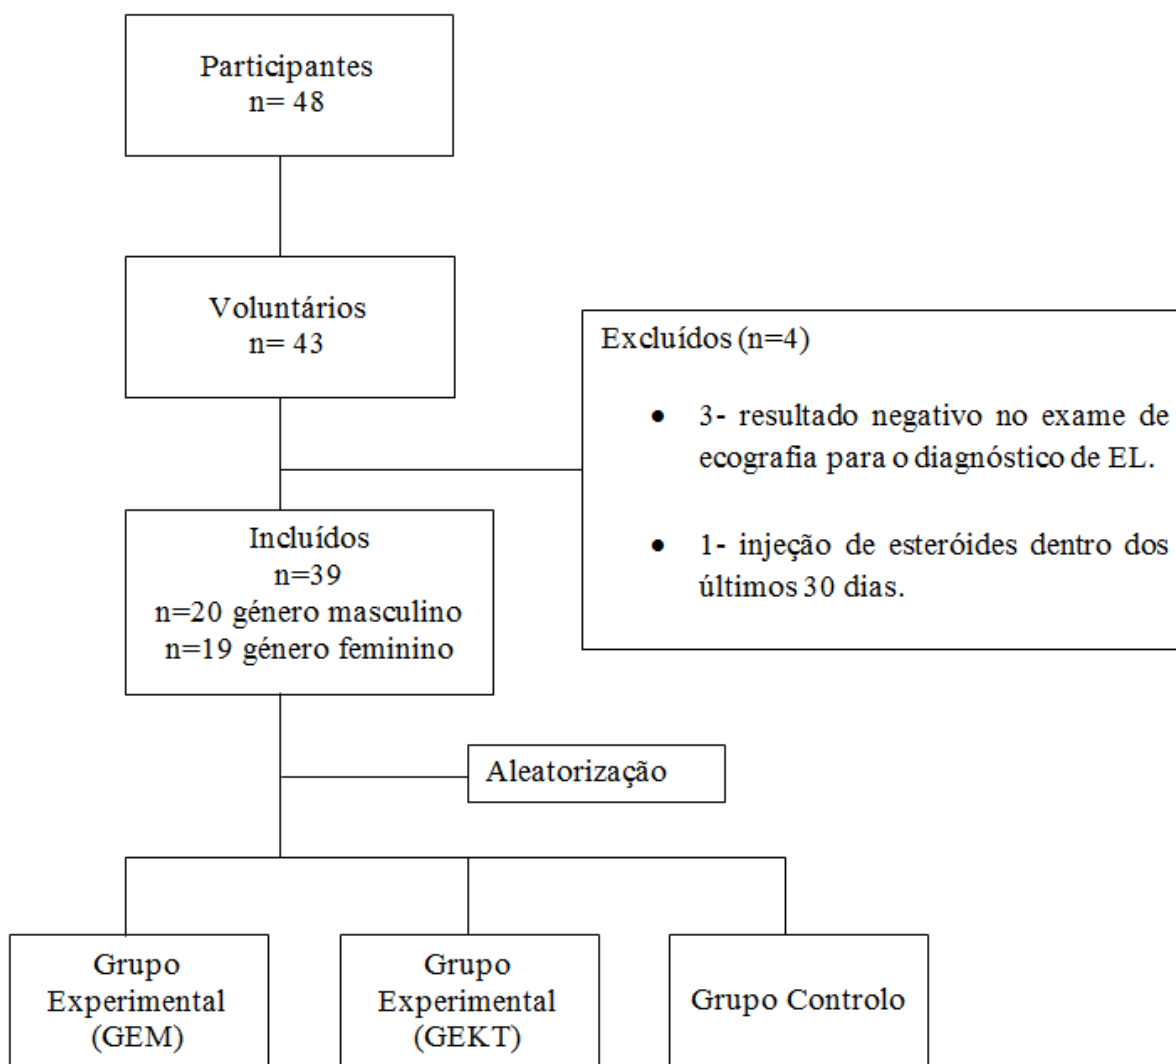 Participantes
n= 48
Voluntários
n= 43
Excluídos (n=4)
• 3- resultado negativo no exame de
ecografia para o diagnóstico de EL.
• 1- injeção de esteróides dentro dos
últimos 30 dias.
Incluídos
n=39
n=20 género masculino
n=19 género feminino
Aleatorização
Grupo
Experimental
(GEM)
Grupo
Experimental
(GEKT)
Grupo Controlo